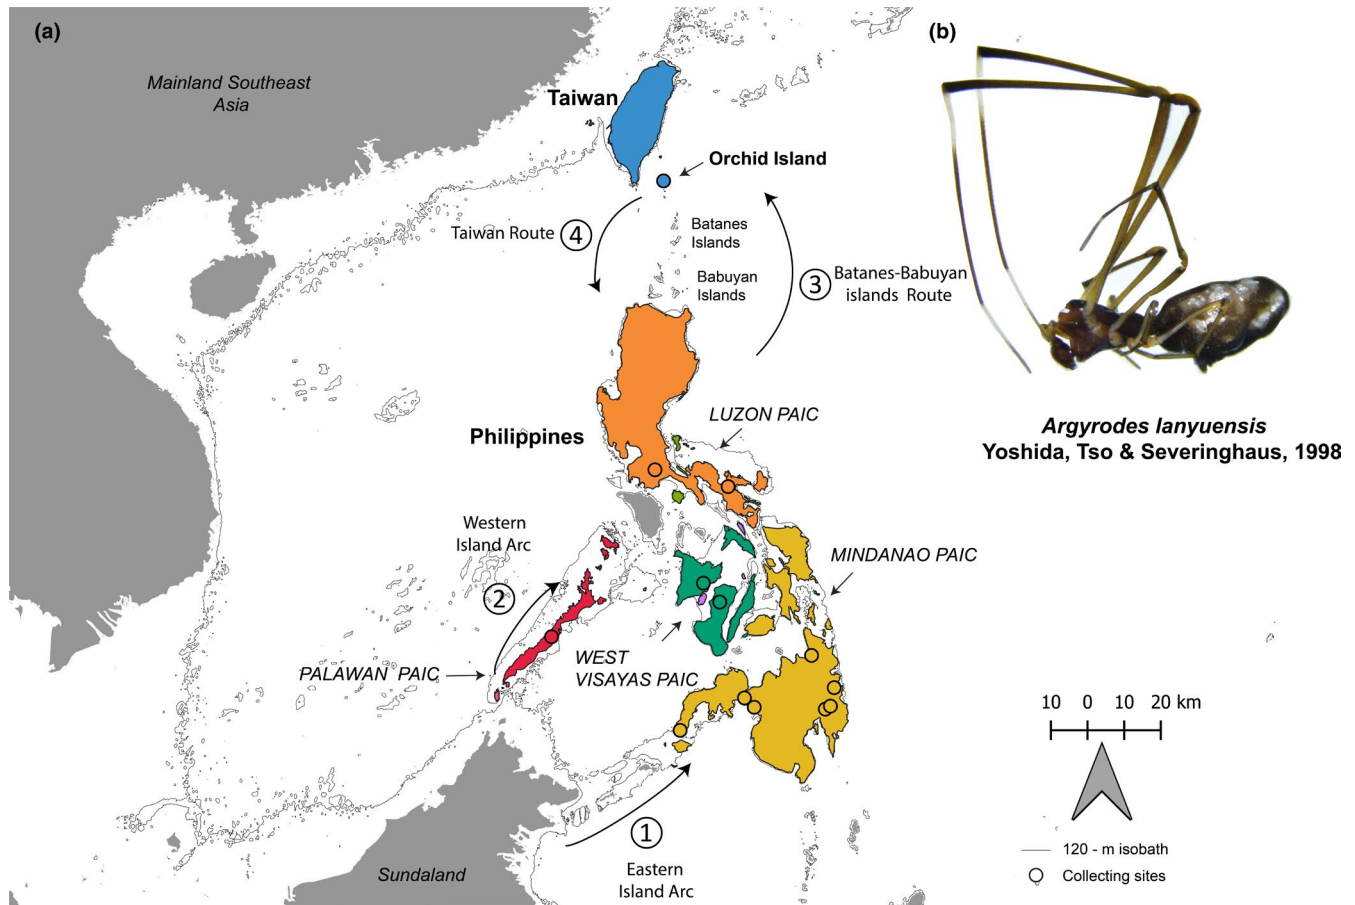 (a)
Mainland Southeast
Asia
Taiwan
Orchid Island
Taiwan Route
4
Batanes
Islands
Babuyan
Islands
3
Batanes-Babuyan
islands Route
LUZON PAIC
Philippines
Western
Island Arc
2
MINDANAO PAIC
PALAWAN PAIC
WEST
VISAYAS PAIC
1
Eastern
Island Arc
Sundaland
(b)
Argyrodes lanyuensis
Yoshida, Tso & Severinghaus, 1998
10 0 10 20 km
120 - m isobath
Collecting sites